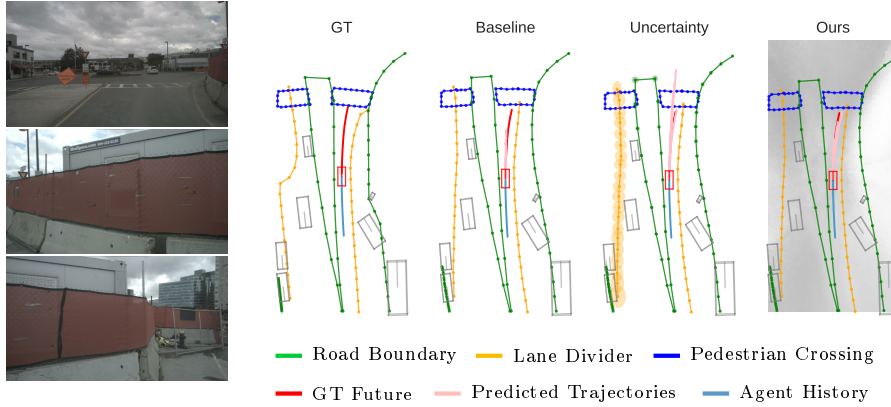 GT Baseline Uncertainty Ours
Road Boundary Lane Divider Pedestrian Crossing
GT Future Predicted Trajectories Agent History